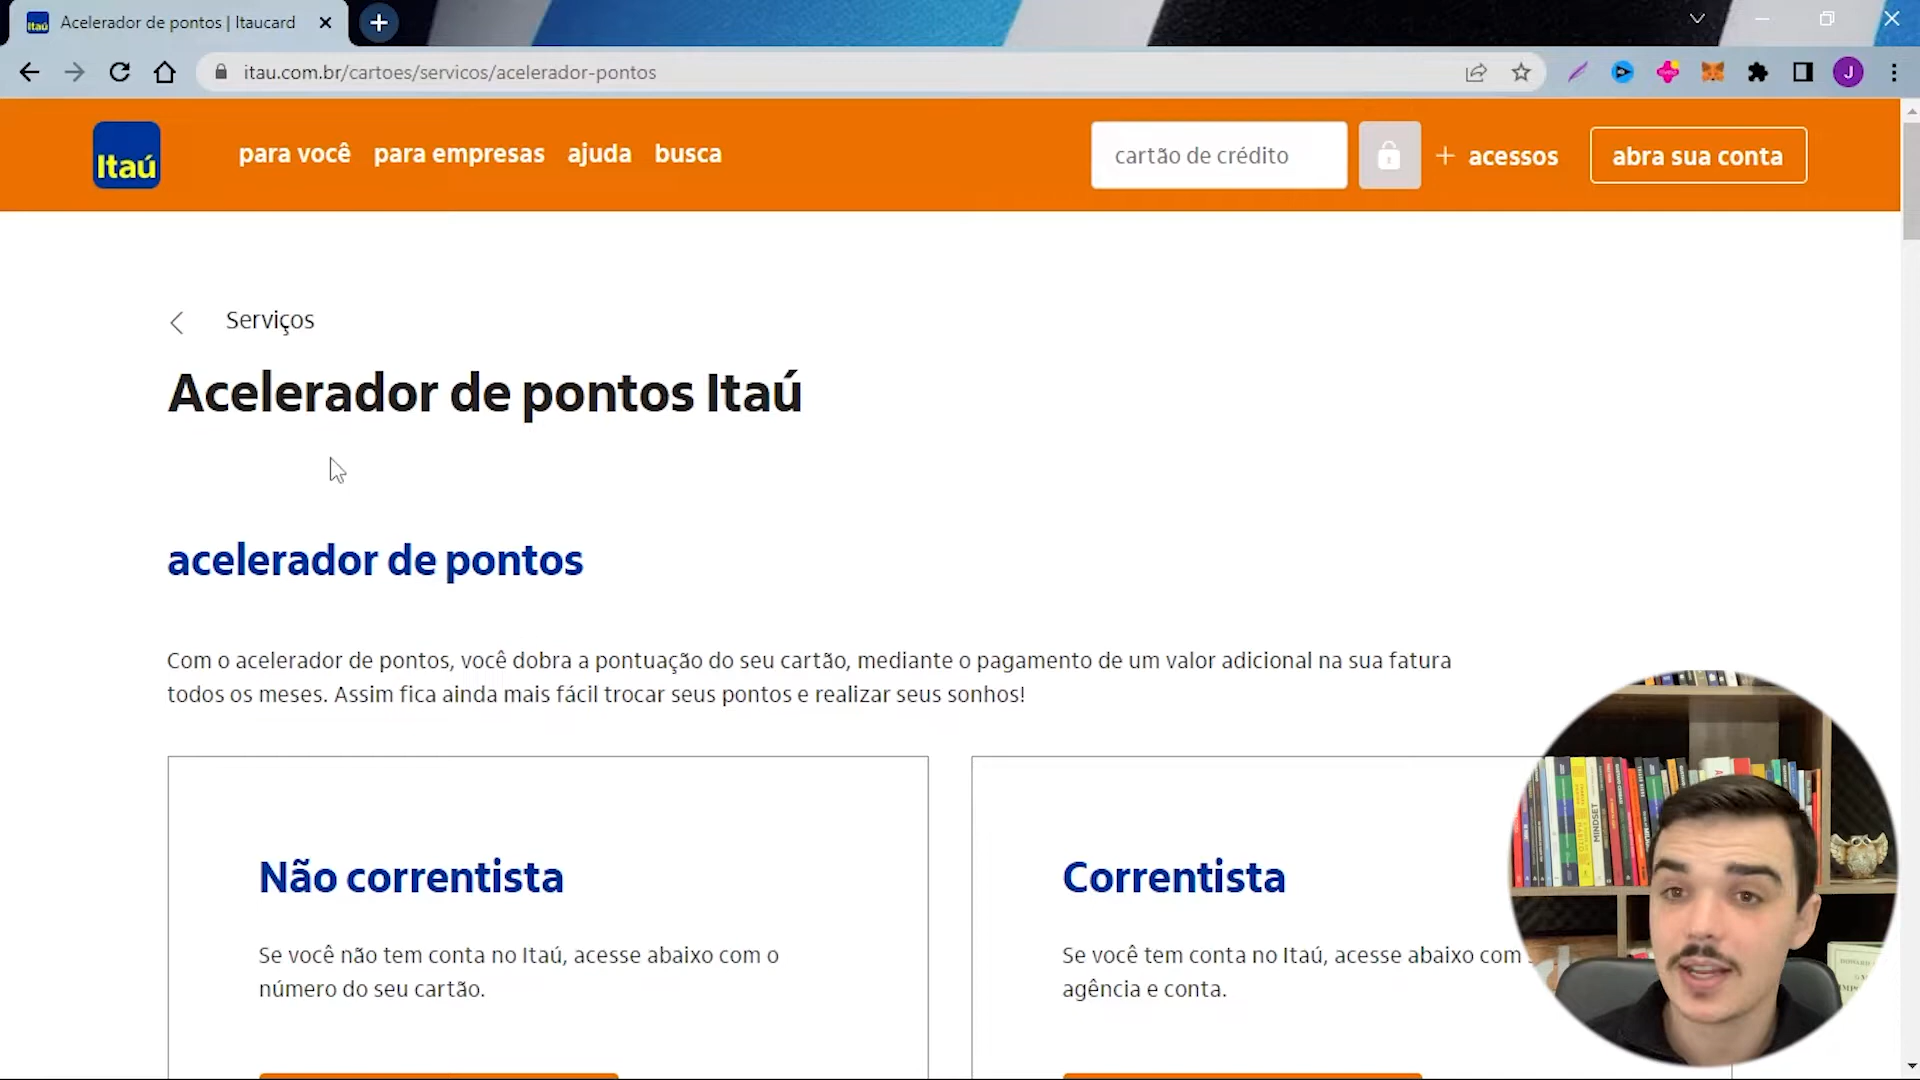 Itaú
Acelerador de pontos | Itaucard
itau.com.br/cartoes/servicos/acelerador-pontos
J
Itaú
para você
para empresas
ajuda
busca
cartão de crédito
+ acessos
abra sua conta
Serviços
Acelerador de pontos Itaú
acelerador de pontos
Com o acelerador de pontos, você dobra a pontuação do seu cartão, mediante o pagamento de um valor adicional na sua fatura
todos os meses. Assim fica ainda mais fácil trocar seus pontos e realizar seus sonhos!
Não correntista
Se você não tem conta no Itaú, acesse abaixo com o
número do seu cartão.
Correntista
Se você tem conta no Itaú, acesse abaixo com
agência e conta.
MINDSET